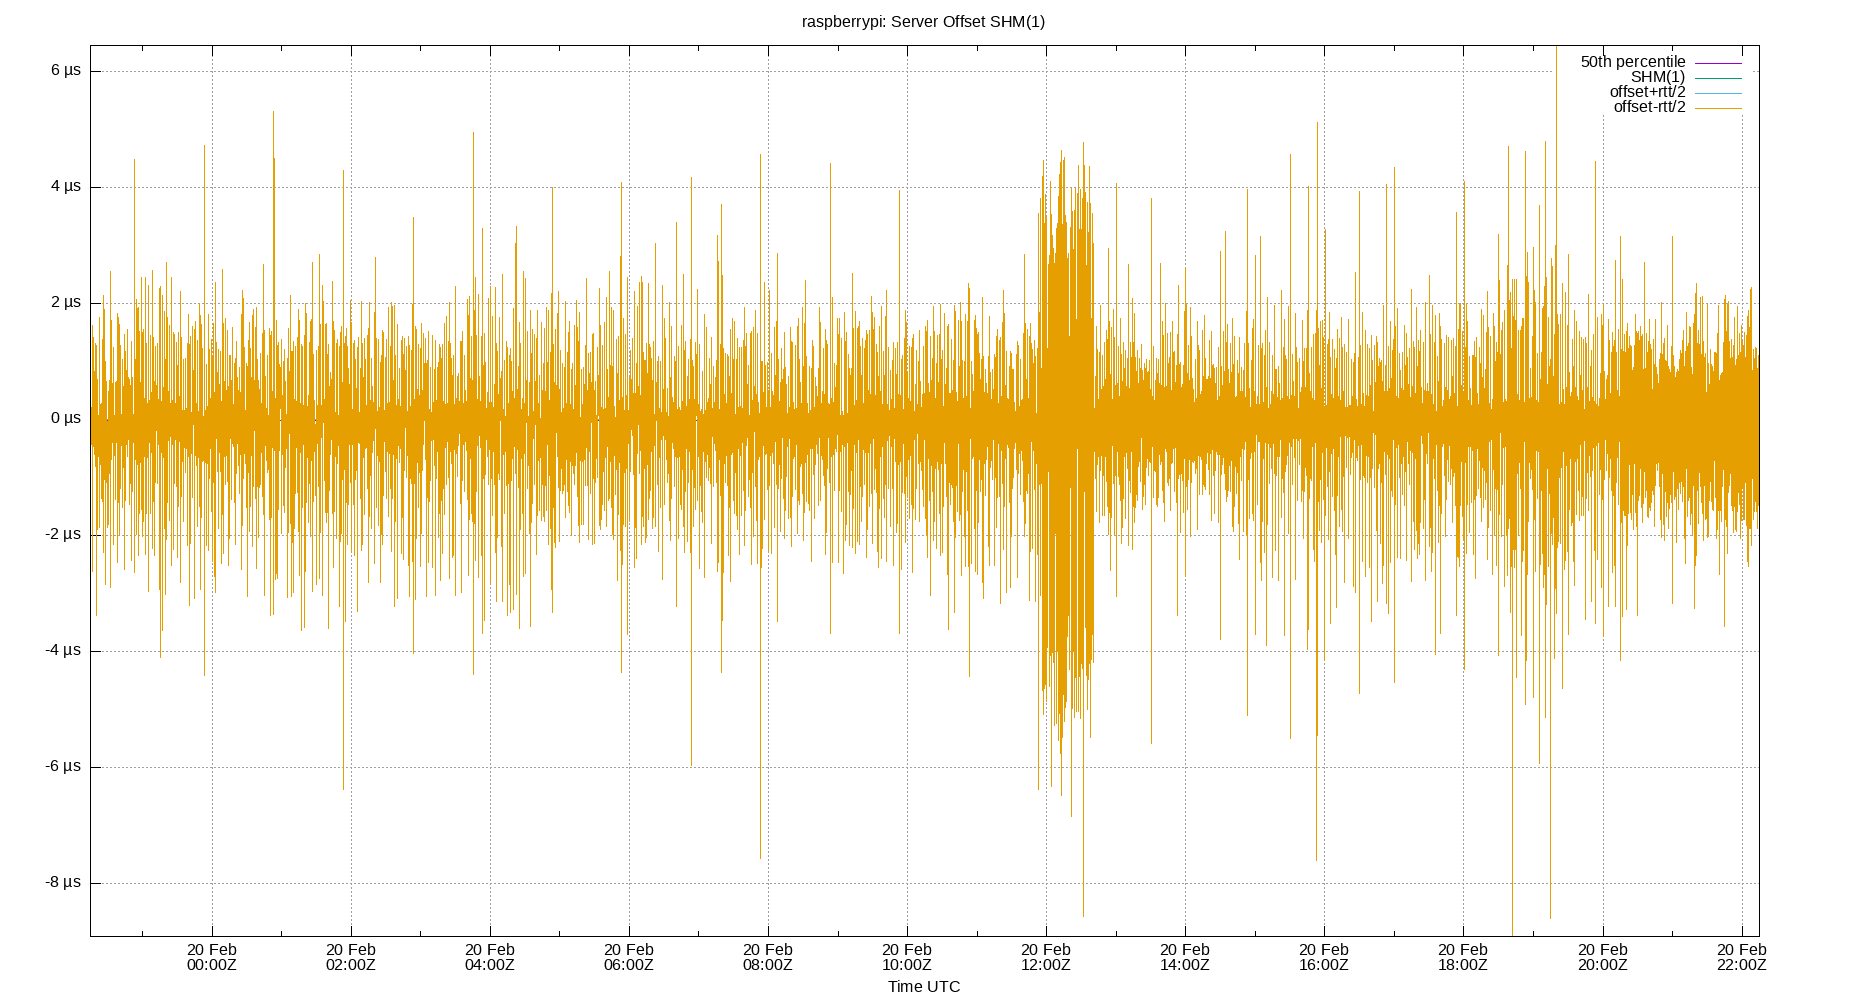 raspberrypi: Server Offset SHM(1)
50th percentile
SHM(1)
offset+rtt/2
offset-rtt/2
6 µs
4 µs
2 µs
0 µs
-2 µs
-4 µs
-6 µs
-8 µs
20 Feb 20 Feb 20 Feb 20 Feb 20 Feb 20 Feb 20 Feb 20 Feb 20 Feb 20 Feb 20 Feb 20 Feb
00:00Z 02:00Z 04:00Z 06:00Z 08:00Z 10:00Z 12:00Z 14:00Z 16:00Z 18:00Z 20:00Z 22:00Z
Time UTC